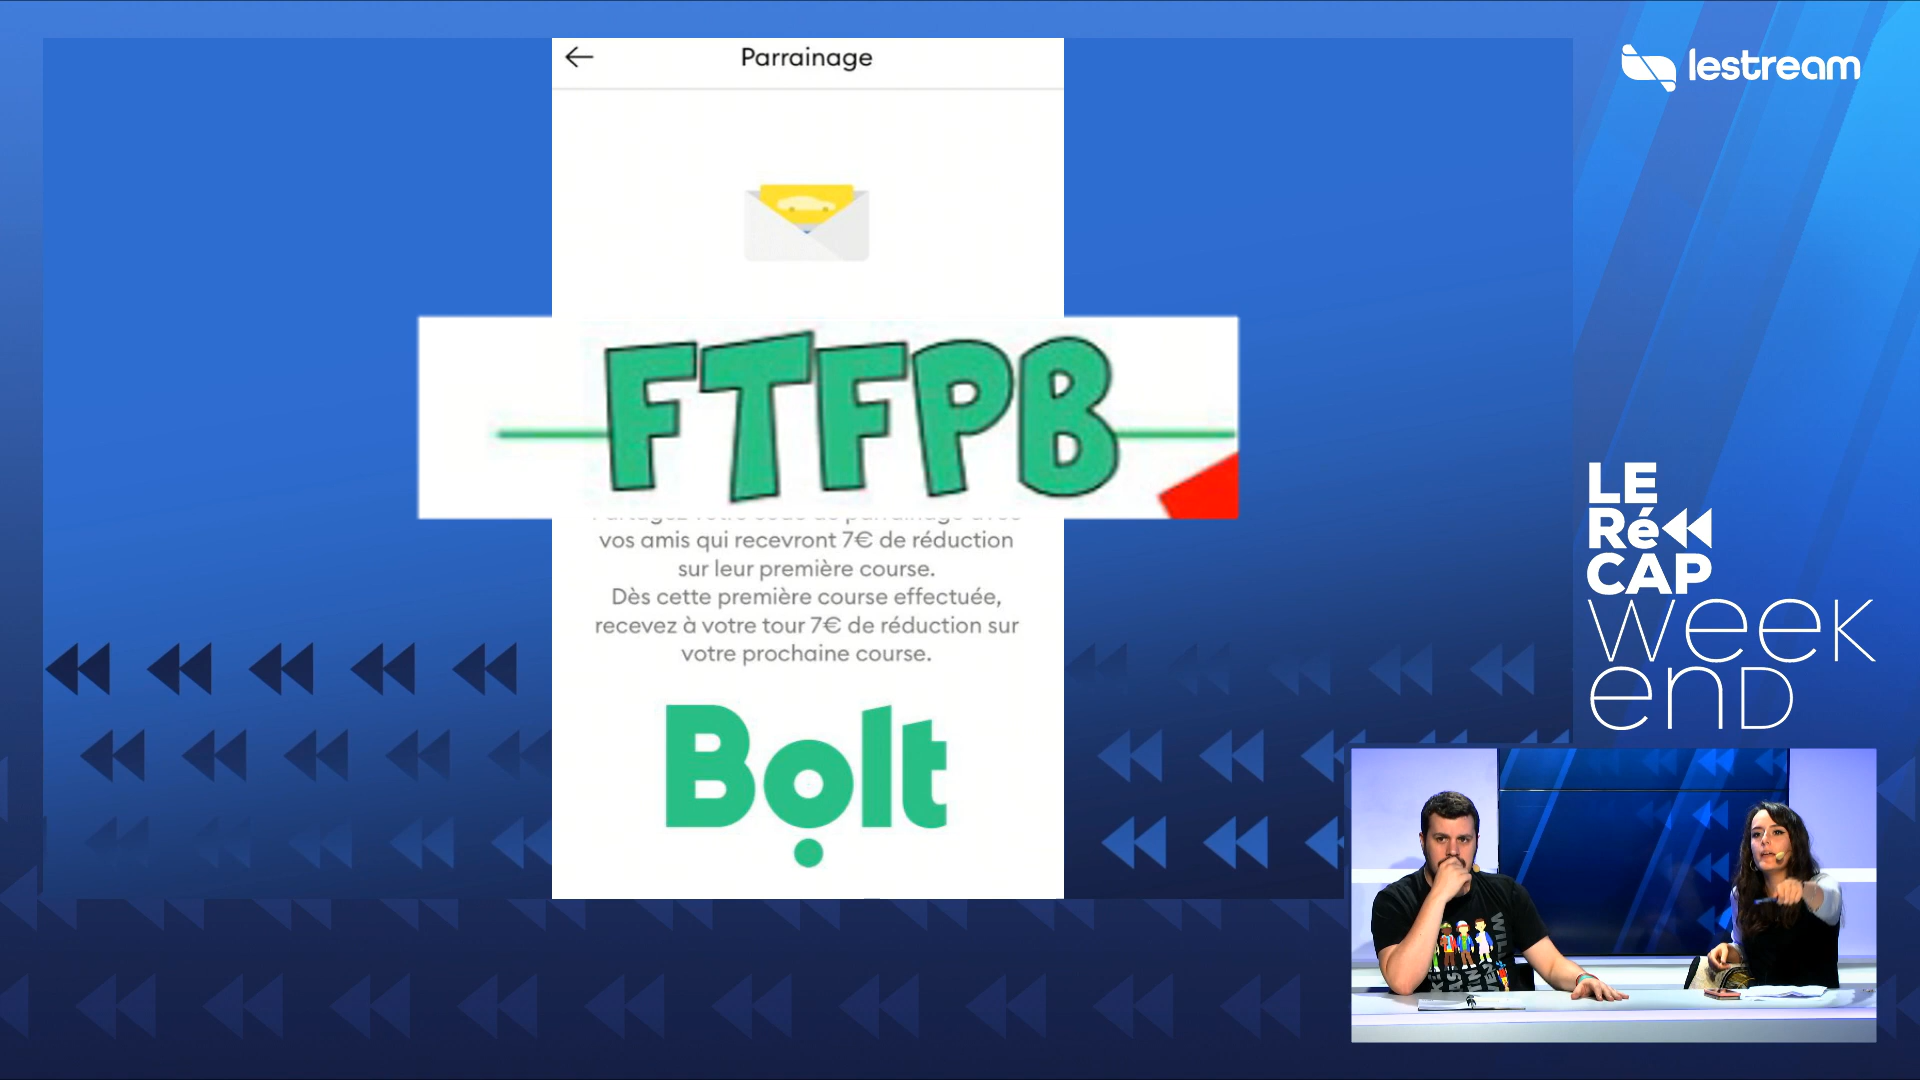 Parrainage
lestream
FTFPB
vos amis qui recevront 7€ de réduction
sur leur première course.
Dès cette première course effectuée,
recevez à votre tour 7€ de réduction sur
votre prochaine course.
Bolt
LE
Ré
CAP
week
end